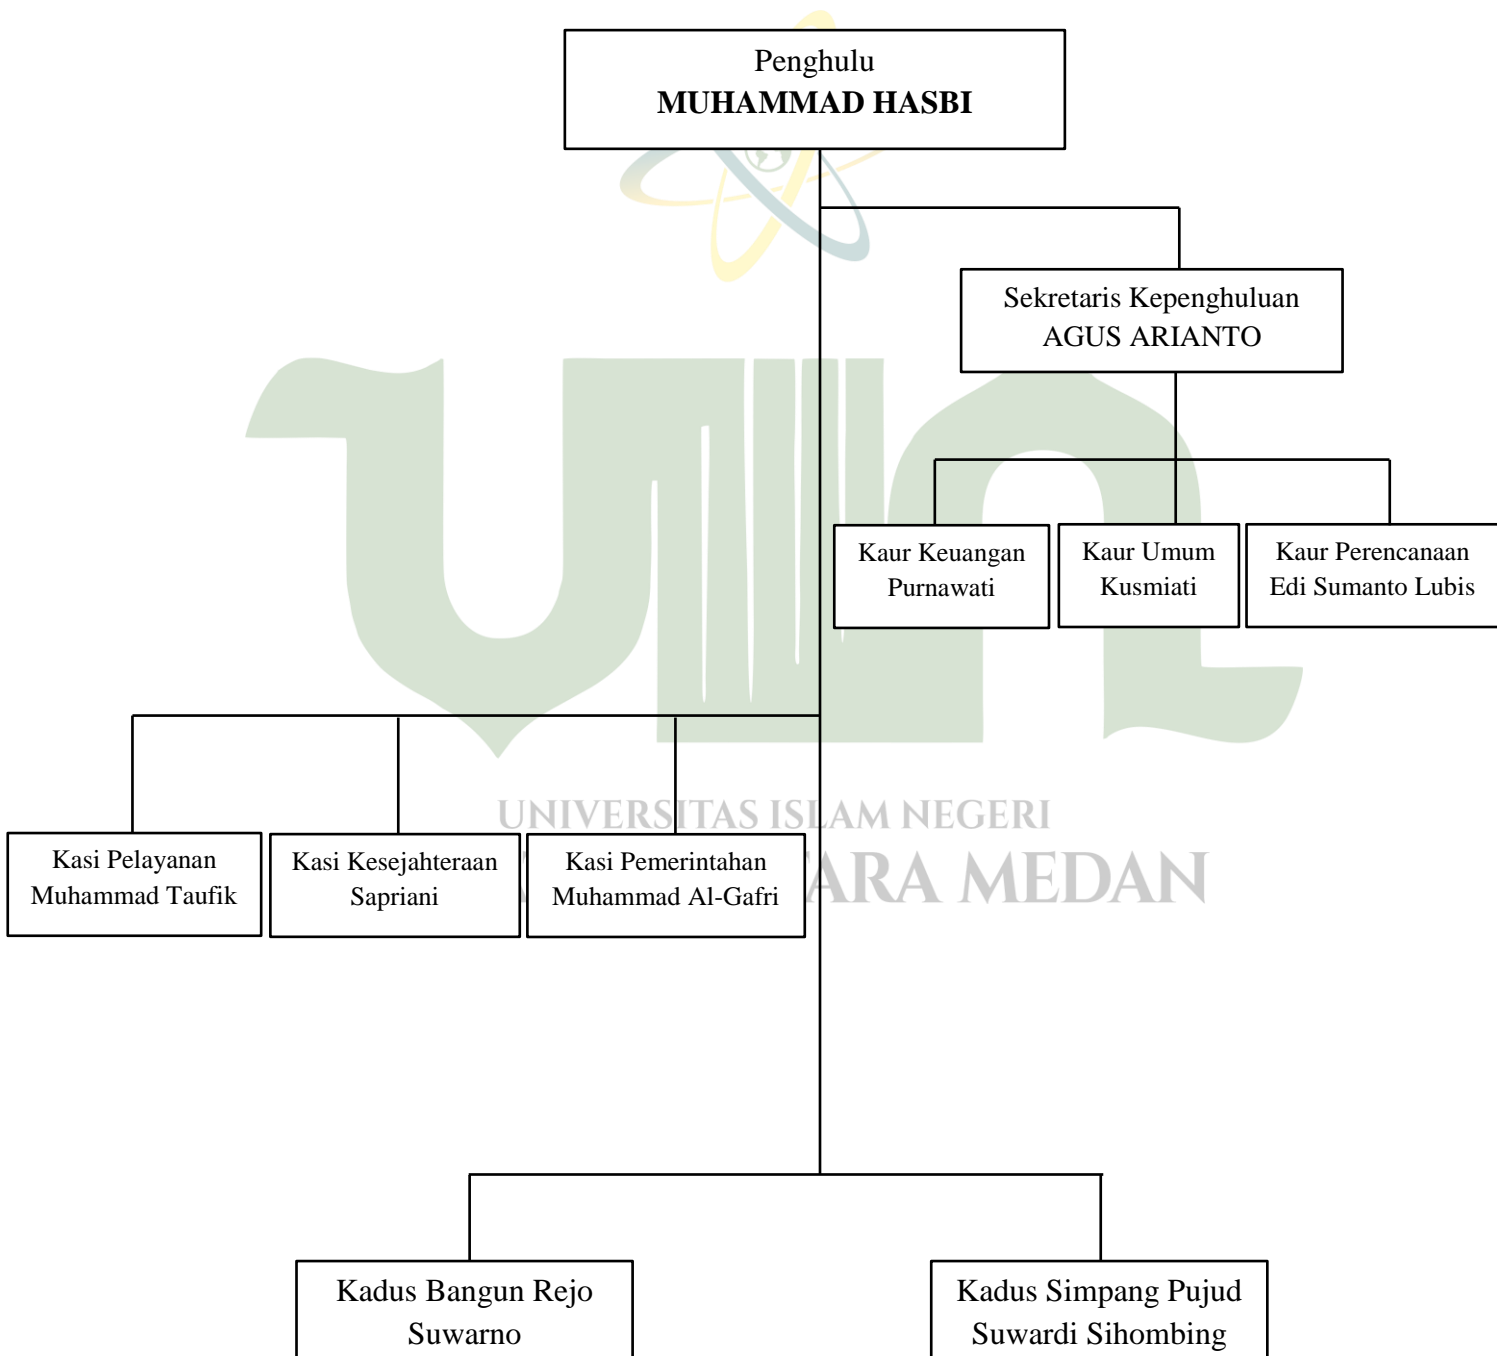 Penghulu
MUHAMMAD HASBI
Sekretaris Kepenghuluan
AGUS ARIANTO
Kaur Keuangan
Purnawati
Kaur Umum
Kusmiati
Kaur Perencanaan
Edi Sumanto Lubis
UNIVERSITAS ISLAM NEGERI
MEDAN
Kasi Pelayanan
Muhammad Taufik
Kasi Kesejahteraan
Sapriani
Kasi Pemerintahan
Muhammad Al-Gafri
Kadus Bangun Rejo
Suwarno
Kadus Simpang Pujud
Suwardi Sihombing